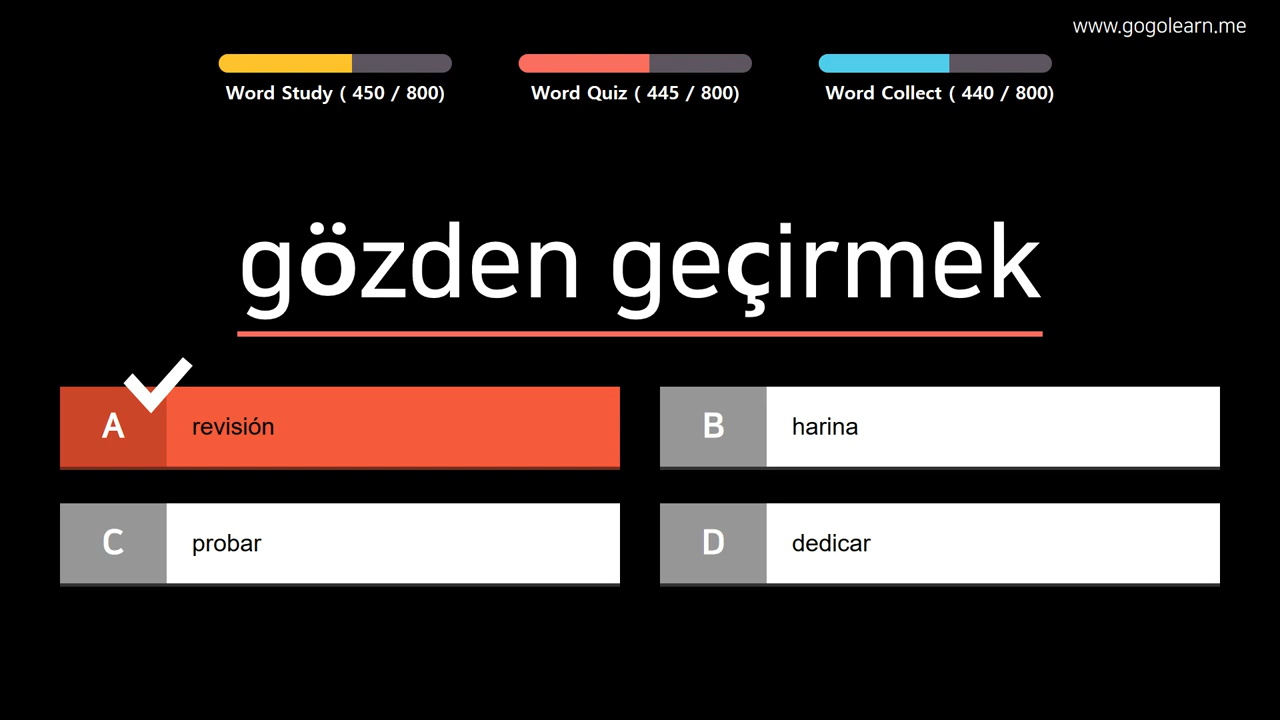 www.gogolearn.me
Word Study ( 450 / 800)
Word Quiz ( 445 / 800)
Word Collect ( 440 / 800)
gözden geçirmek
A revisión
B harina
C probar
D dedicar